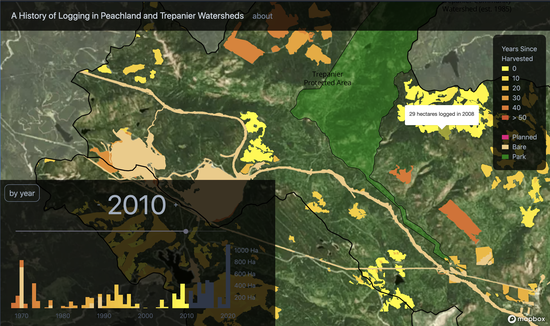 A History of Logging in Peachland and Trepanier Watersheds about
Years Since
Harvested
0
10
20
30
40
> 50
Planned
Bare
Park
Trepanier
Protected Area
29 hectares logged in 2008
by year
2010
1000 Ha
800 Ha
600 Ha
400 Ha
200 Ha
1970
1980
1990
2000
2010
2020
mapbox